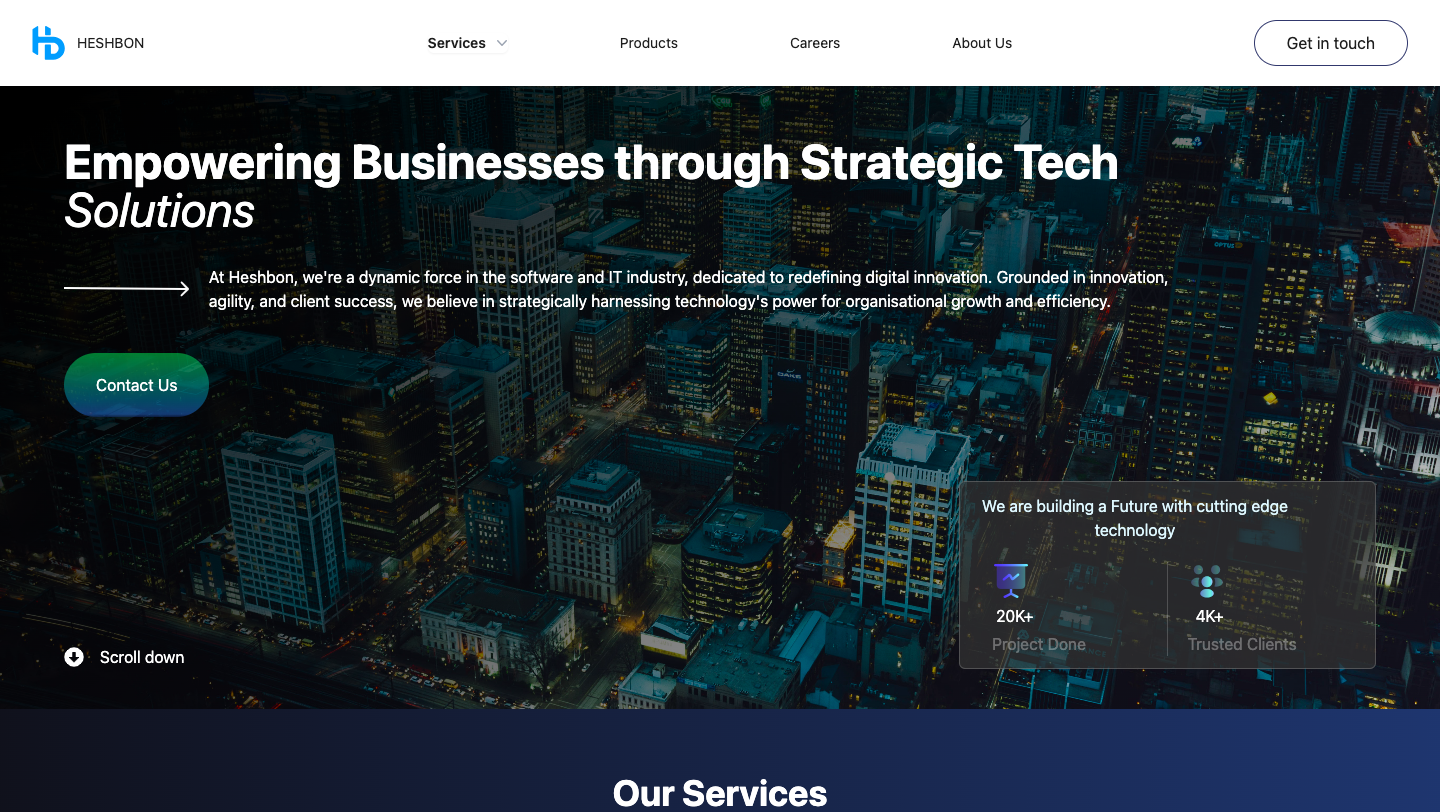 HESHBON
Services
Products
Careers
About Us
Get in touch
Empowering Businesses through Strategic Tech
Solutions
At Heshbon, we're a dynamic force in the software and IT industry, dedicated to redefining digital innovation. Grounded in innovation,
agility, and client success, we believe in strategically harnessing technology's power for organisational growth and efficiency.
Contact Us
OPTUS
We are building a Future with cutting edge
technology
20K+
Project Done
4K+
Trusted Clients
Scroll down
Our Services